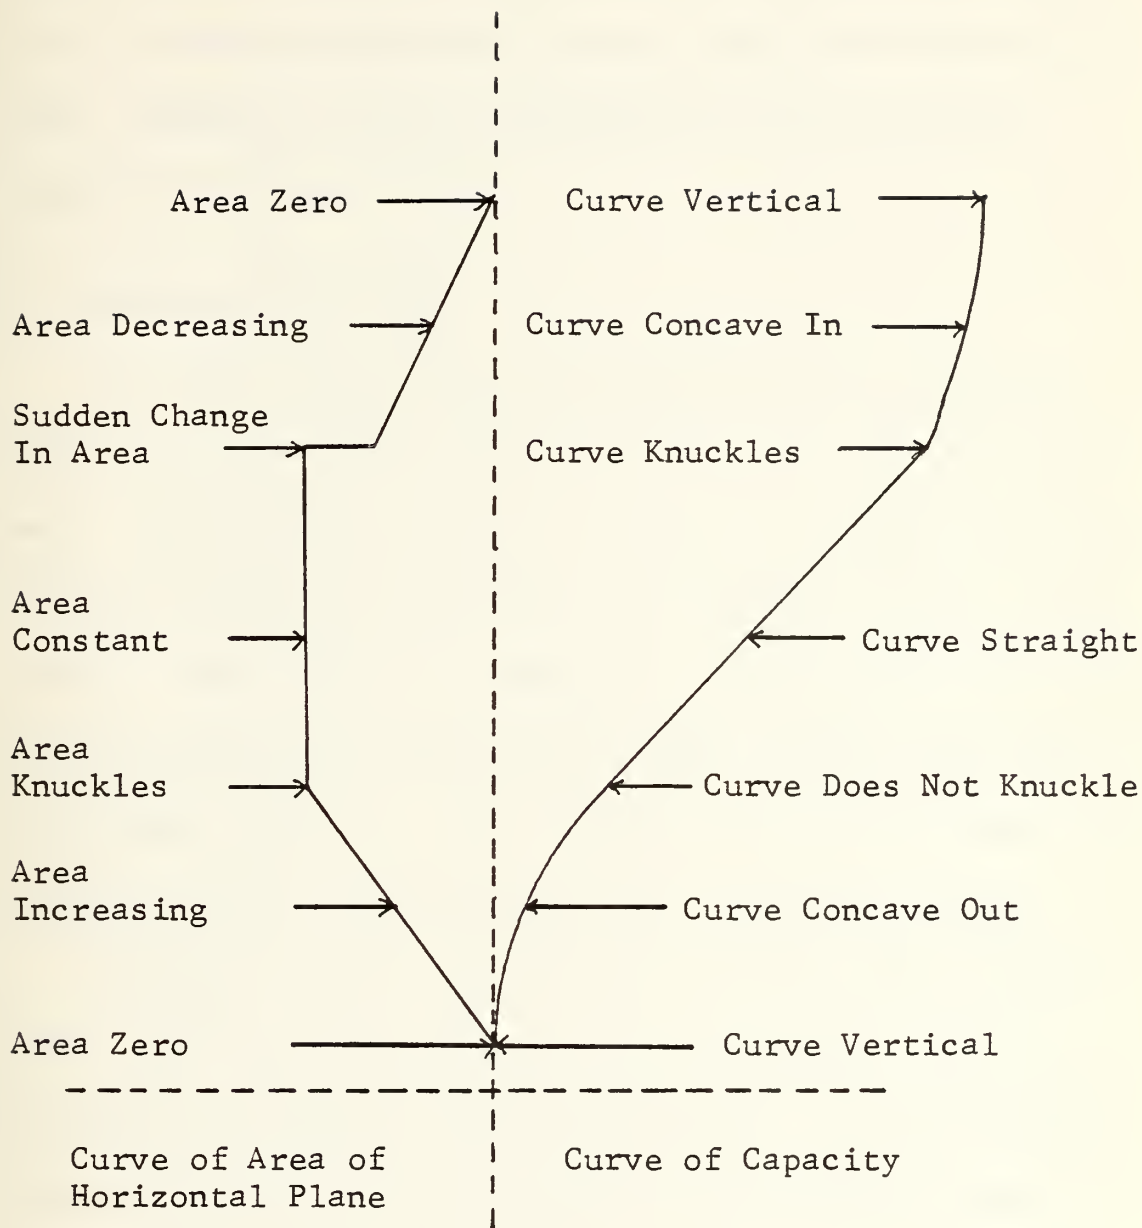 Area Zero
Curve Vertical
Area Decreasing
Curve Concave In
Sudden Change
In Area
Curve Knuckles
Area
Constant
Curve Straight
Area
Knuckles
Curve Does Not Knuckle
Area
Increasing
Curve Concave Out
Area Zero
Curve Vertical
Curve of Area of
Horizontal Plane
Curve of Capacity